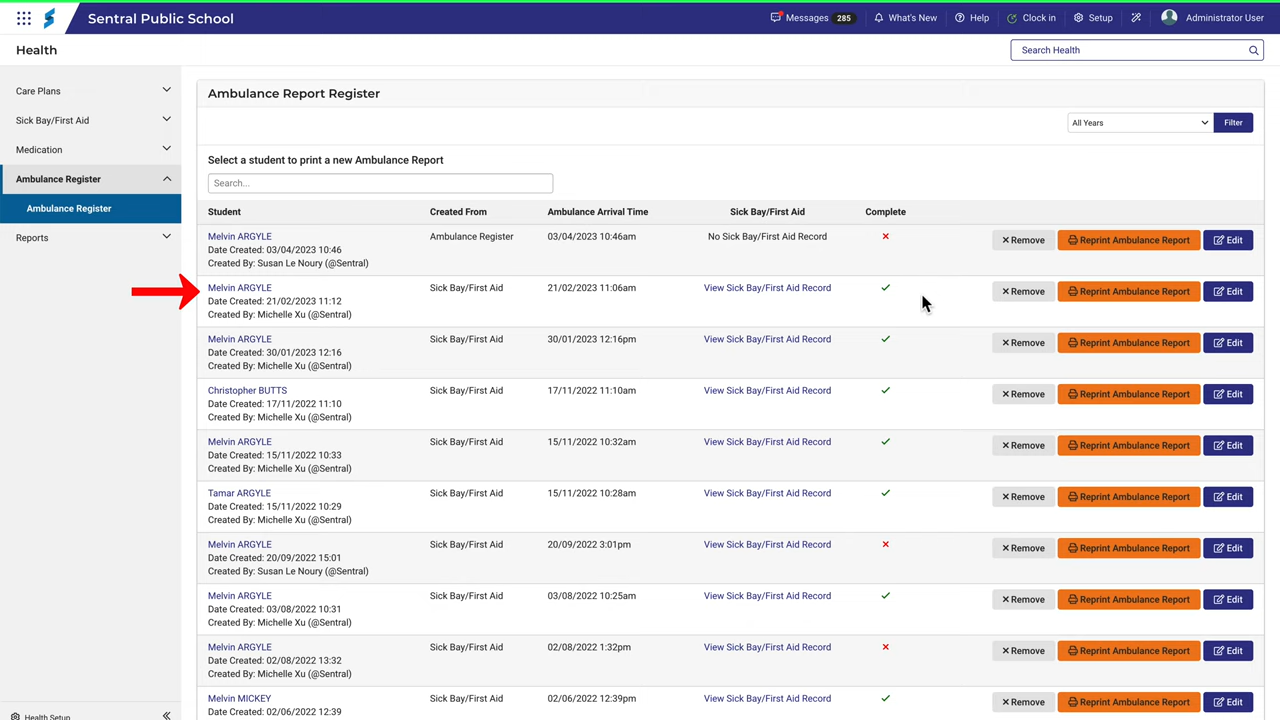 Sentral Public School
Messages 285
What's New
Help
Clock in
Setup
Administrator User
Health
Search Health
Care Plans
Sick Bay/First Aid
Medication
Ambulance Register
Ambulance Register
Reports
Health Setup
Ambulance Report Register
All Years
Filter
Select a student to print a new Ambulance Report
Search...
Student Created From Ambulance Arrival Time Sick Bay/First Aid Complete
Melvin ARGYLE Ambulance Register 03/04/2023 10:46am No Sick Bay/First Aid Record Remove Reprint Ambulance Report Edit
Date Created: 03/04/2023 10:46
Created By: Susan Le Noury (@Sentral)
Melvin ARGYLE Sick Bay/First Aid 21/02/2023 11:06am View Sick Bay/First Aid Record Remove Reprint Ambulance Report Edit
Date Created: 21/02/2023 11:12
Created By: Michelle Xu (@Sentral)
Melvin ARGYLE Sick Bay/First Aid 30/01/2023 12:16pm View Sick Bay/First Aid Record Remove Reprint Ambulance Report Edit
Date Created: 30/01/2023 12:16
Created By: Michelle Xu (@Sentral)
Christopher BUTTS Sick Bay/First Aid 17/11/2022 11:10am View Sick Bay/First Aid Record Remove Reprint Ambulance Report Edit
Date Created: 17/11/2022 11:10
Created By: Michelle Xu (@Sentral)
Melvin ARGYLE Sick Bay/First Aid 15/11/2022 10:32am View Sick Bay/First Aid Record Remove Reprint Ambulance Report Edit
Date Created: 15/11/2022 10:33
Created By: Michelle Xu (@Sentral)
Tamar ARGYLE Sick Bay/First Aid 15/11/2022 10:28am View Sick Bay/First Aid Record Remove Reprint Ambulance Report Edit
Date Created: 15/11/2022 10:29
Created By: Michelle Xu (@Sentral)
Melvin ARGYLE Sick Bay/First Aid 20/09/2022 3:01pm View Sick Bay/First Aid Record Remove Reprint Ambulance Report Edit
Date Created: 20/09/2022 15:01
Created By: Susan Le Noury (@Sentral)
Melvin ARGYLE Sick Bay/First Aid 03/08/2022 10:25am View Sick Bay/First Aid Record Remove Reprint Ambulance Report Edit
Date Created: 03/08/2022 10:31
Created By: Michelle Xu (@Sentral)
Melvin ARGYLE Sick Bay/First Aid 02/08/2022 1:32pm View Sick Bay/First Aid Record Remove Reprint Ambulance Report Edit
Date Created: 02/08/2022 13:32
Created By: Michelle Xu (@Sentral)
Melvin MICKEY Sick Bay/First Aid 02/06/2022 12:39pm View Sick Bay/First Aid Record Remove Reprint Ambulance Report Edit
Date Created: 02/06/2022 12:39